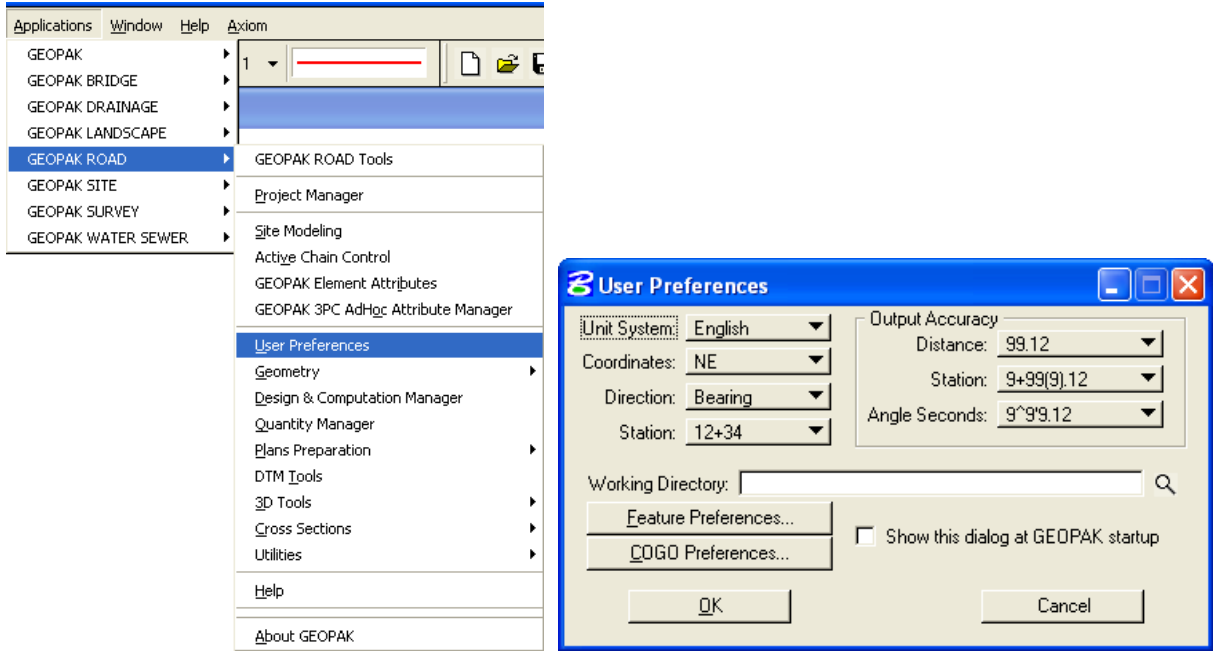 Applications Window Help Axiom
GEOPAK
GEOPAK BRIDGE
GEOPAK DRAINAGE
GEOPAK LANDSCAPE
GEOPAK ROAD
GEOPAK SITE
GEOPAK SURVEY
GEOPAK WATER SEWER
1
GEOPAK ROAD Tools
Project Manager
Site Modeling
Active Chain Control
GEOPAK Element Attributes
GEOPAK 3PC AdHoc Attribute Manager
User Preferences
Geometry
Design & Computation Manager
Quantity Manager
Plans Preparation
DTM Tools
3D Tools
Cross Sections
Utilities
Help
About GEOPAK
User Preferences
Unit System: English
Coordinates: NE
Direction: Bearing
Station: 12+34
Output Accuracy
Distance: 99.12
Station: 9+99(9).12
Angle Seconds: 9^9'9.12
Working Directory:
Feature Preferences...
COGO Preferences...
Show this dialog at GEOPAK startup
OK Cancel